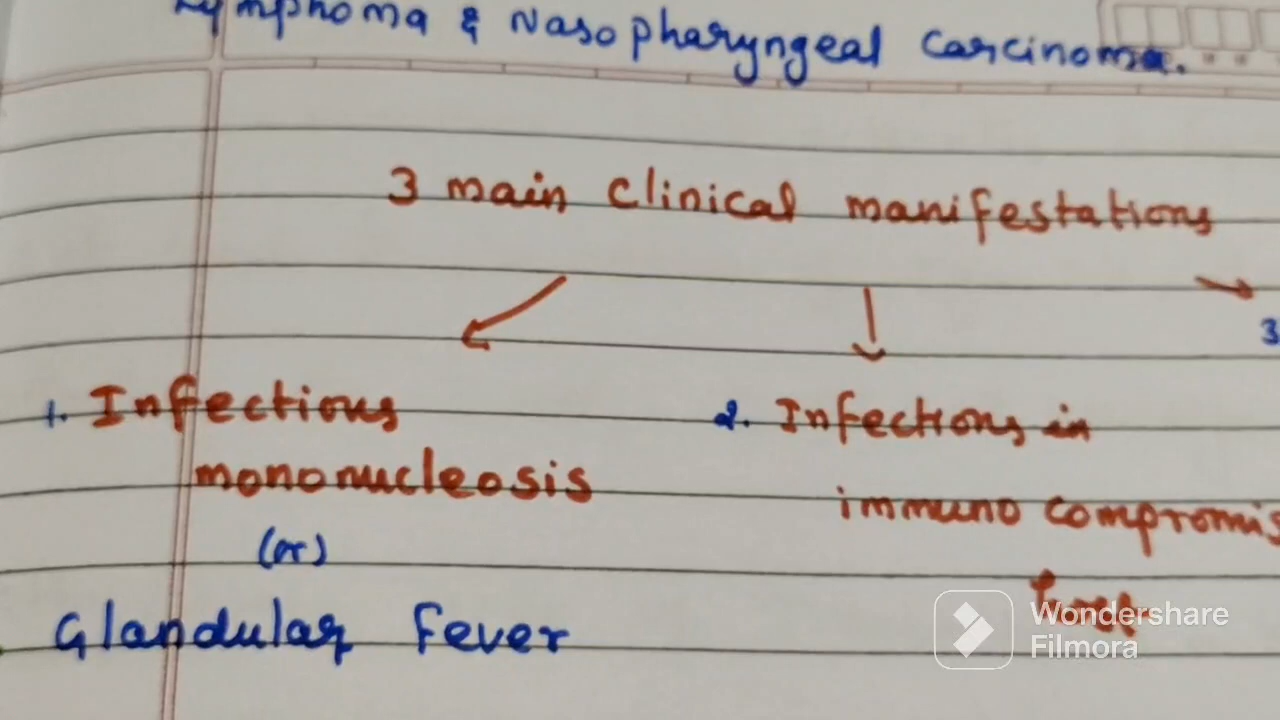 Lymphoma & Nasopharyngeal Carcinoma.
3 main Clinical manifestations
3
1. Infectious
mononucleosis
(or)
Glandular Fever
2. Infections in
immuno compromis
Wondershare
Filmora